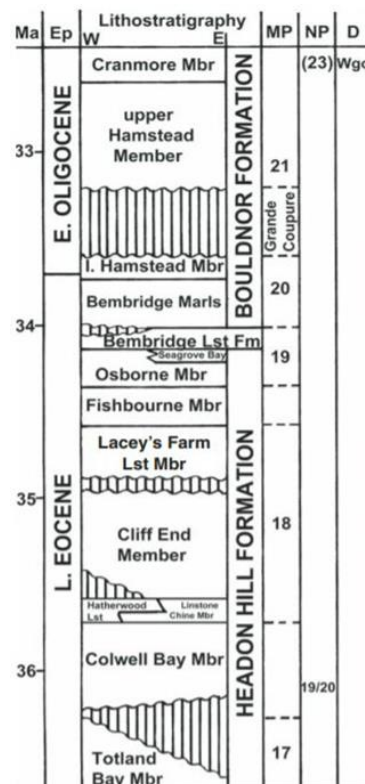 Lithostratigraphy
Ma Ep W E MP NP D
Cranmore Mbr
(23) Wgo
upper
Hamstead
Member
33
21
E. OLIGOCENE
BOULDNOR FORMATION
Grande
Coupure
l. Hamstead Mbr
20
Bembridge Marls
34
Bembridge Lst Fm
Seagrove Bay
19
Osborne Mbr
Fishbourne Mbr
Lacey's Farm
Lst Mbr
35
L. EOCENE
HEADON HILL FORMATION
18
Cliff End
Member
Hatherwood
Lst
Linstone
Chine Mbr
Colwell Bay Mbr
36
19/20
17
Totland
Bay Mbr